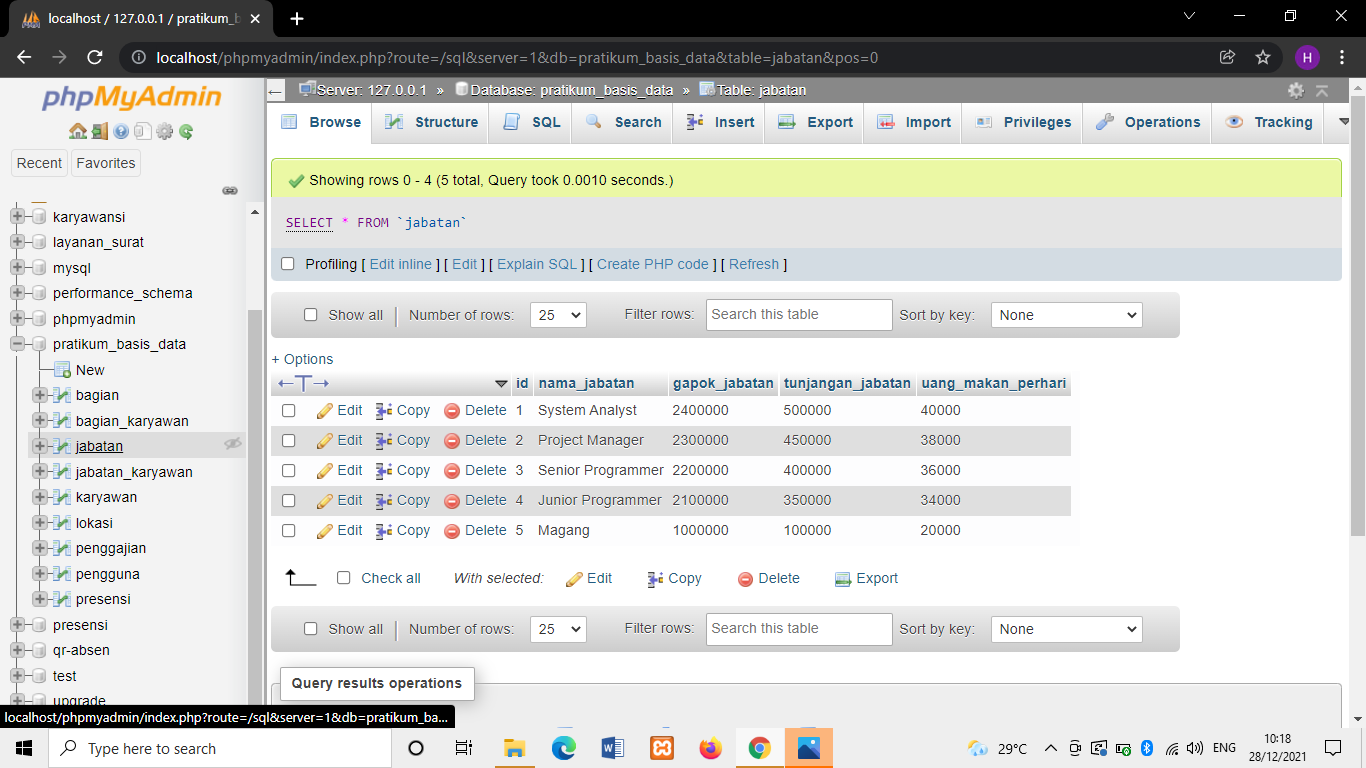 localhost / 127.0.0.1 / pratikum_b
localhost/phpmyadmin/index.php?route=/sql&server=1&db=pratikum_basis_data&table=jabatan&pos=0
H
phpMyAdmin
Recent Favorites
karyawansi
layanan_surat
mysql
performance_schema
phpmyadmin
pratikum_basis_data
New
bagian
bagian_karyawan
jabatan
jabatan_karyawan
karyawan
lokasi
penggajian
pengguna
presensi
presensi
qr-absen
test
upgrade
localhost/phpmyadmin/index.php?route=/sql&server=1&db=pratikum_ba...
Server: 127.0.0.1 » Database: pratikum_basis_data » Table: jabatan
Browse Structure SQL Search Insert Export Import Privileges Operations Tracking
Showing rows 0 - 4 (5 total, Query took 0.0010 seconds.)
SELECT * FROM `jabatan`
Profiling [ Edit inline ] [ Edit ] [ Explain SQL ] [ Create PHP code ] [ Refresh ]
Show all | Number of rows: 25 Filter rows: Search this table Sort by key: None
+ Options
←T→ id nama_jabatan gapok_jabatan tunjangan_jabatan uang_makan_perhari
Edit Copy Delete 1 System Analyst 2400000 500000 40000
Edit Copy Delete 2 Project Manager 2300000 450000 38000
Edit Copy Delete 3 Senior Programmer 2200000 400000 36000
Edit Copy Delete 4 Junior Programmer 2100000 350000 34000
Edit Copy Delete 5 Magang 1000000 100000 20000
Check all With selected: Edit Copy Delete Export
Show all | Number of rows: 25 Filter rows: Search this table Sort by key: None
Query results operations
Type here to search
29°C ENG 10:18
28/12/2021